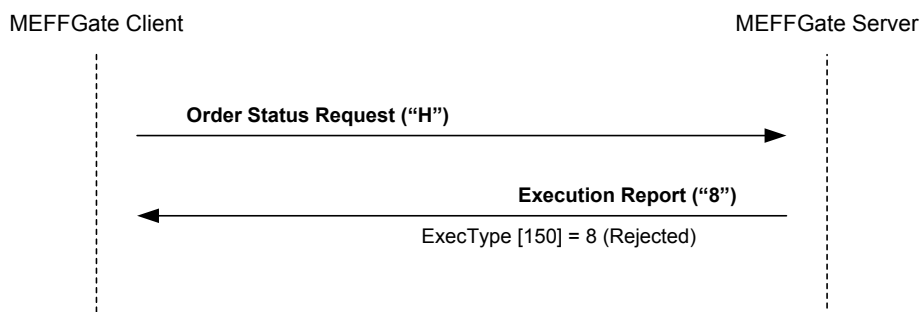 MEFFGate Client
MEFFGate Server
Order Status Request (“H”)
Execution Report (“8”)
ExecType [150] = 8 (Rejected)